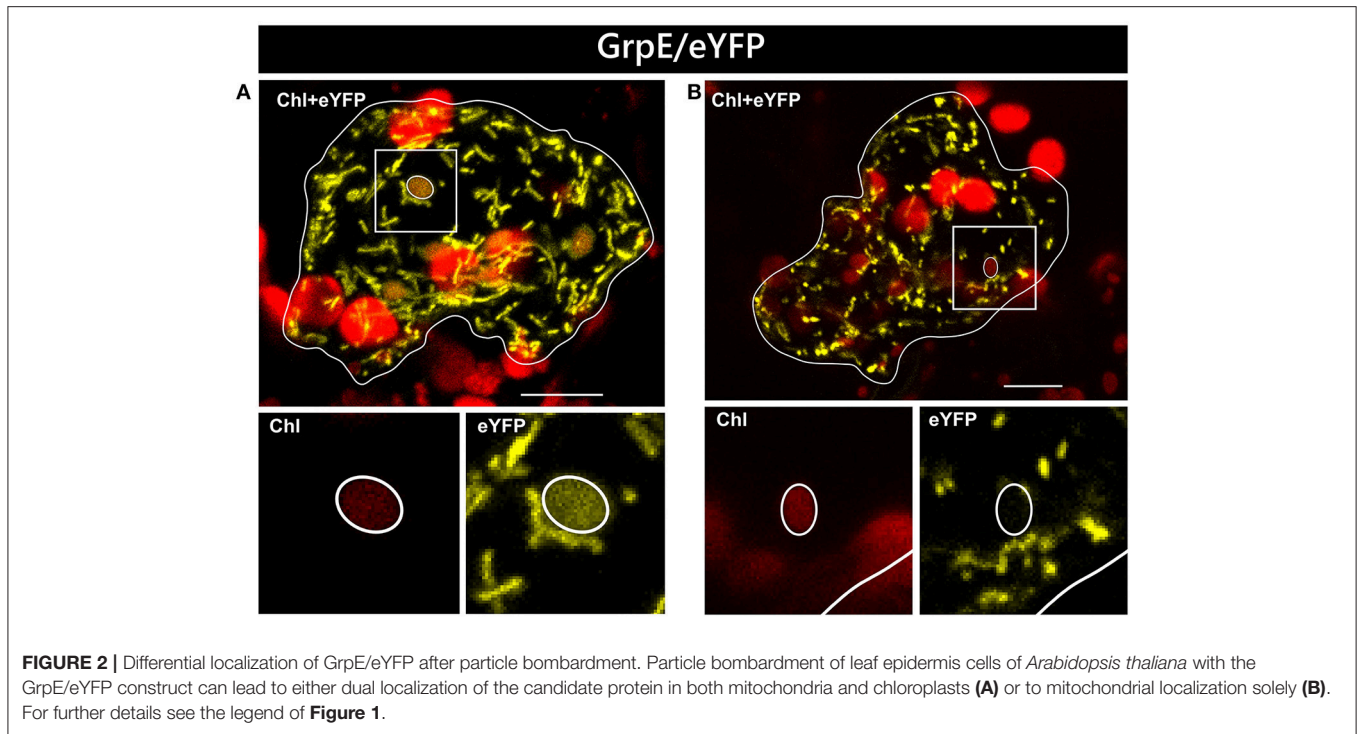 GrpE/eYFP
A
Chl+eYFP
B
Chl+eYFP
Chl
eYFP
Chl
eYFP
FIGURE 2 | Differential localization of GrpE/eYFP after particle bombardment. Particle bombardment of leaf epidermis cells of Arabidopsis thaliana with the
GrpE/eYFP construct can lead to either dual localization of the candidate protein in both mitochondria and chloroplasts (A) or to mitochondrial localization solely (B).
For further details see the legend of Figure 1.